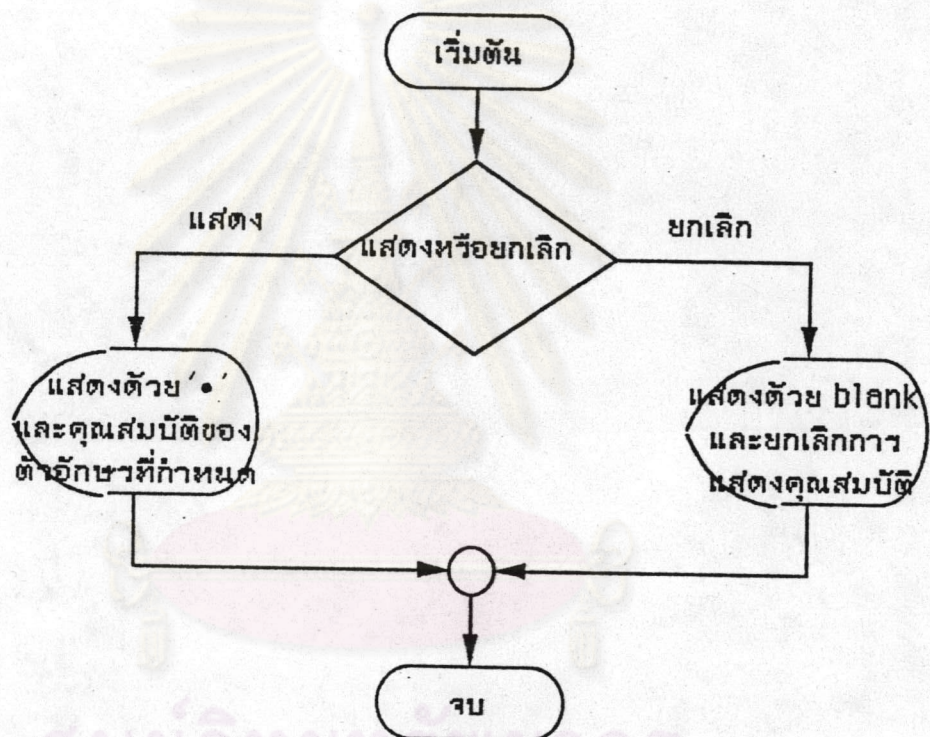 เริ่มต้น
แสดงหรือยกเลิก
แสดง
ยกเลิก
แสดงด้วย '•'
และคุณสมบัติของ
ตัวอักษรที่กำหนด
แสดงด้วย blank
และยกเลิกการ
แสดงคุณสมบัติ
จบ